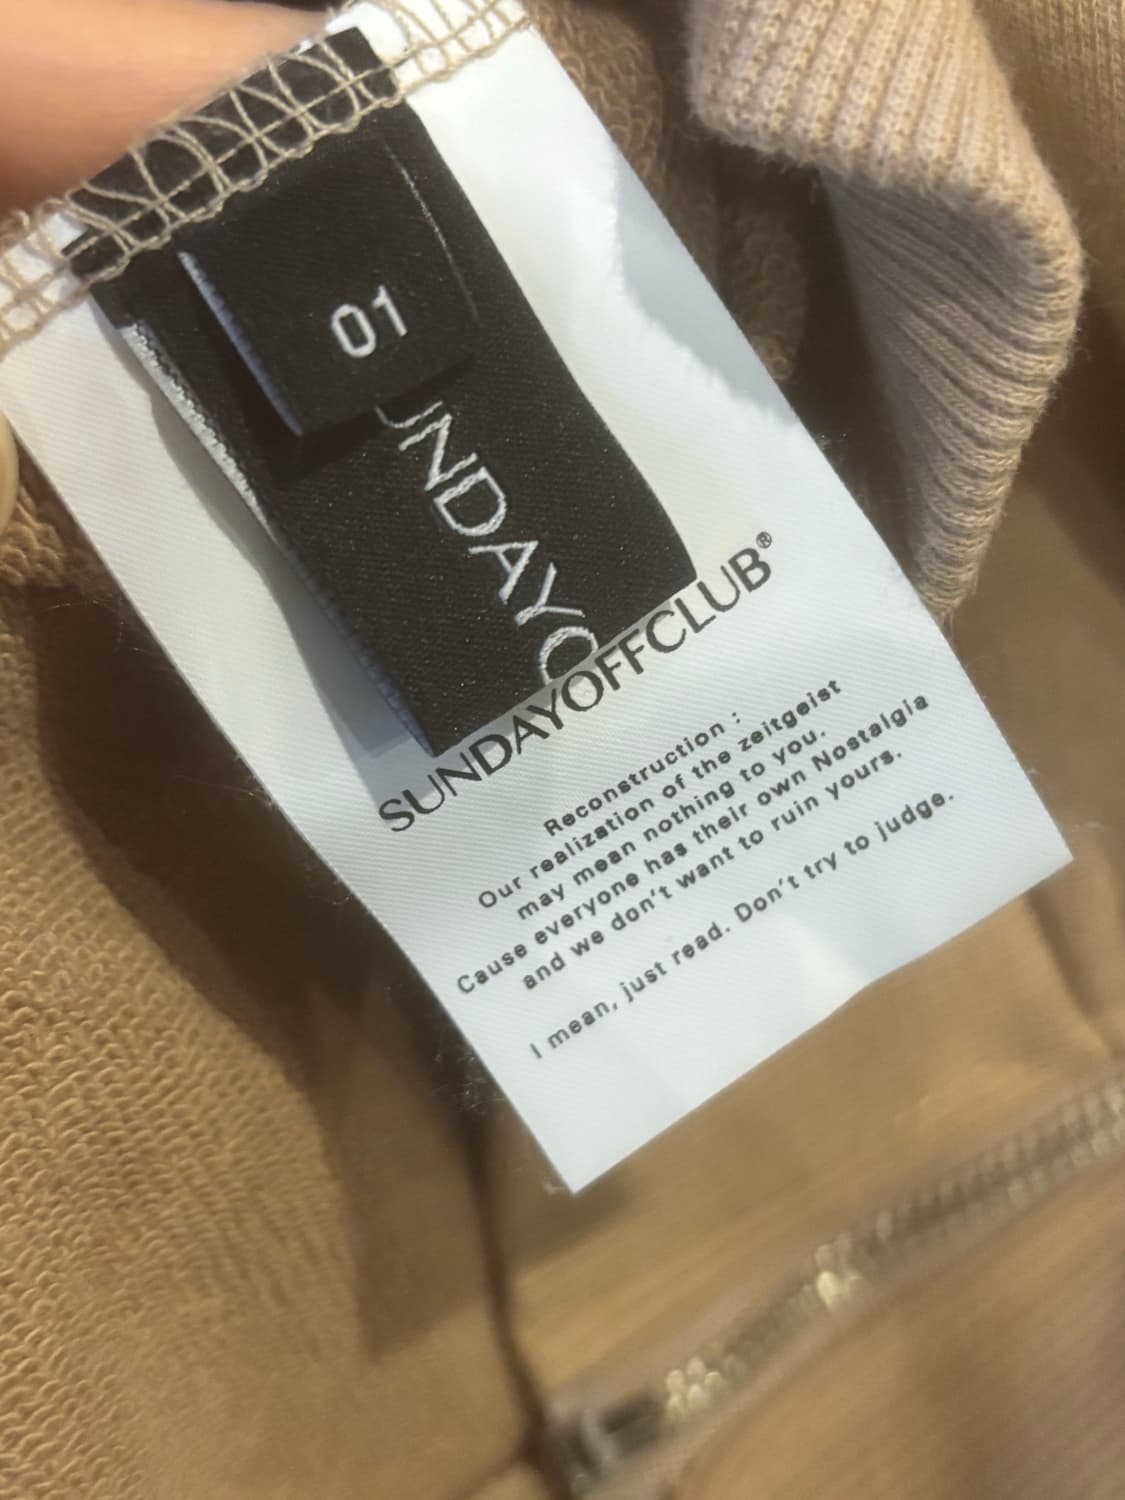 01
UNDAYO
SUNDAYOFFCLUB®
Reconstruction :
Our realization of the zeitgeist
may mean nothing to you.
Cause everyone has their own Nostalgia
and we don't want to ruin yours.
I mean, just read. Don't try to judge.